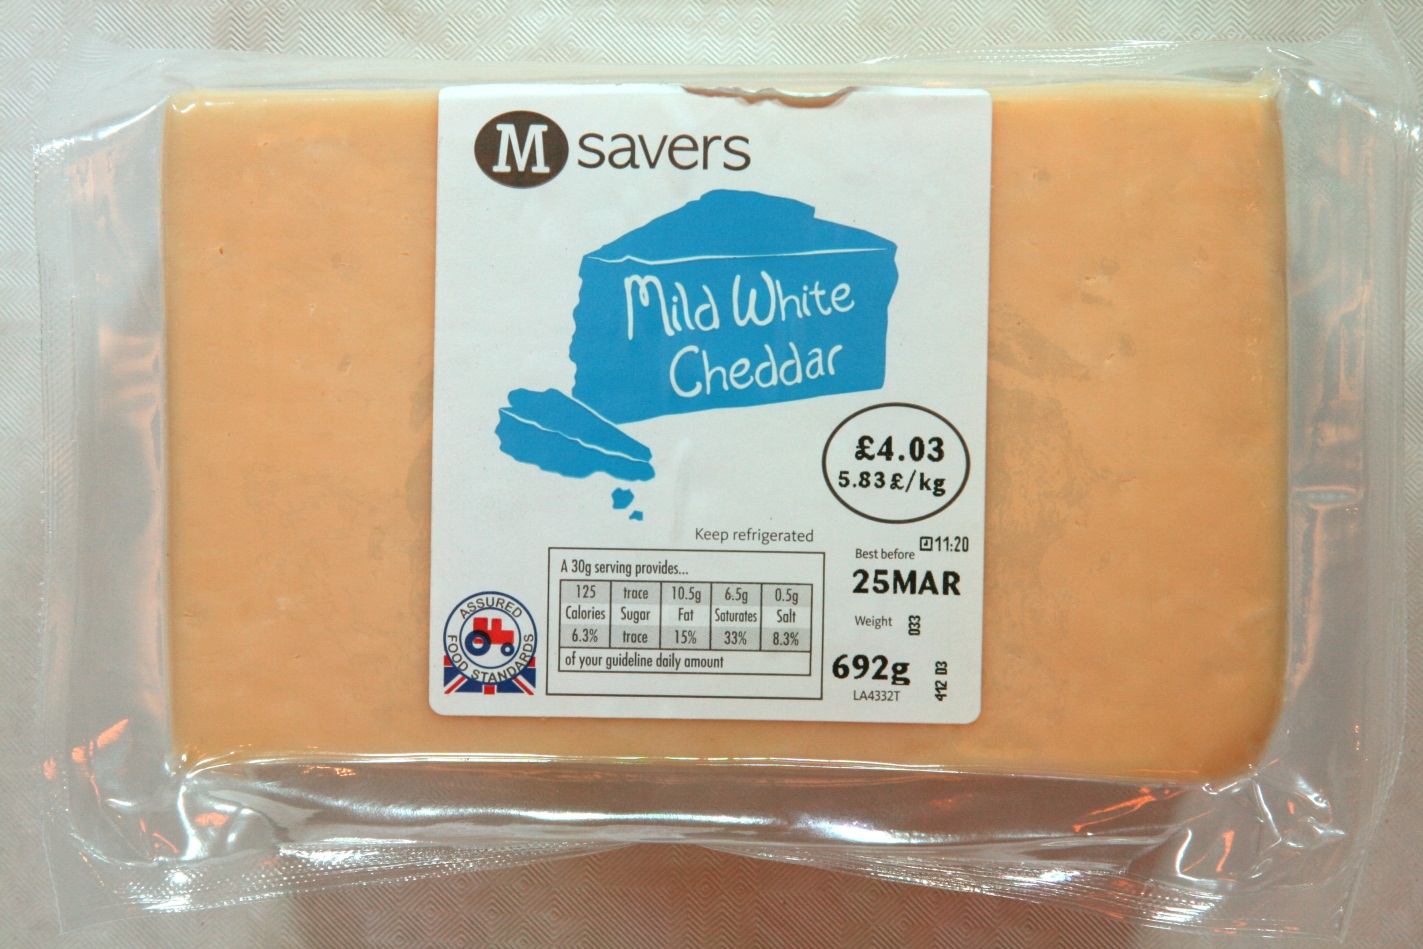 M savers
Mild White
Cheddar
£4.03
5.83£/kg
Keep refrigerated
11:20
Best before
25MAR
Weight
033
692g
LA4332T
412 03
A 30g serving provides...
125 trace 10.5g 6.5g 0.5g
Calories Sugar Fat Saturates Salt
6.3% trace 15% 33% 8.3%
of your guideline daily amount
ASSURED
FOOD STANDARDS